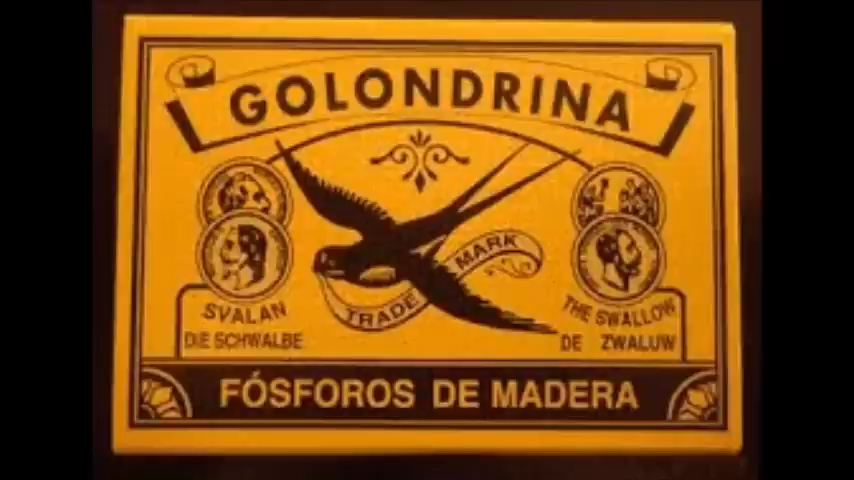 GOLONDRINA
TRADE MARK
SVALAN
DIE SCHWALBE
THE SWALLOW
DE ZWALUW
FÓSFOROS DE MADERA